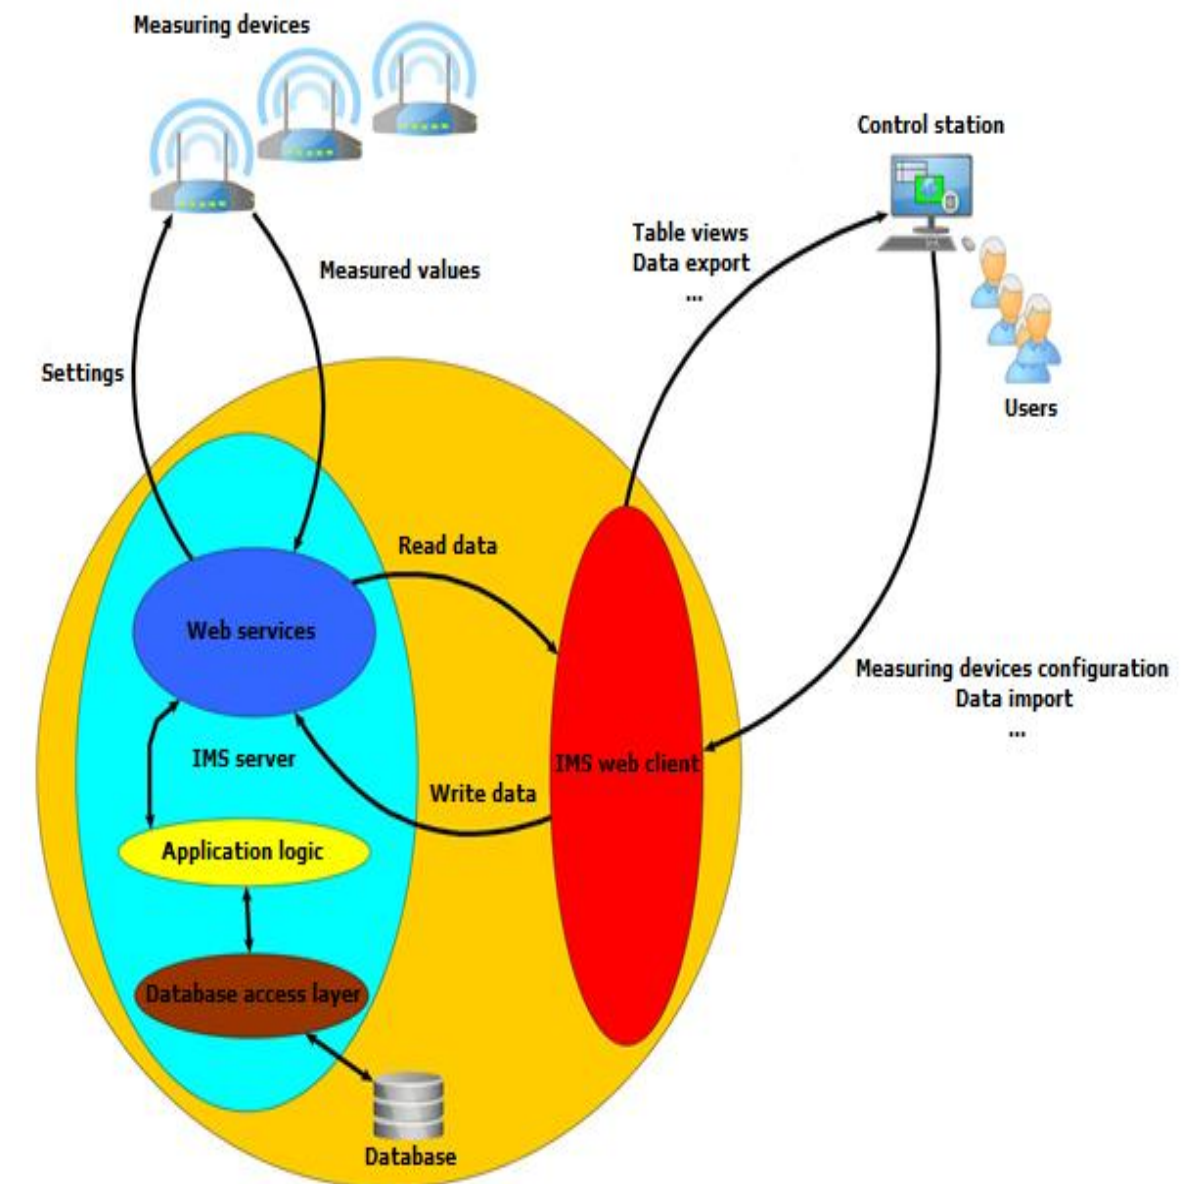 Measuring devices
Control station
Table views
Data export
...
Measured values
Settings
Users
Read data
Web services
Measuring devices configuration
Data import
...
IMS server
IMS web client
Write data
Application logic
Database access layer
Database